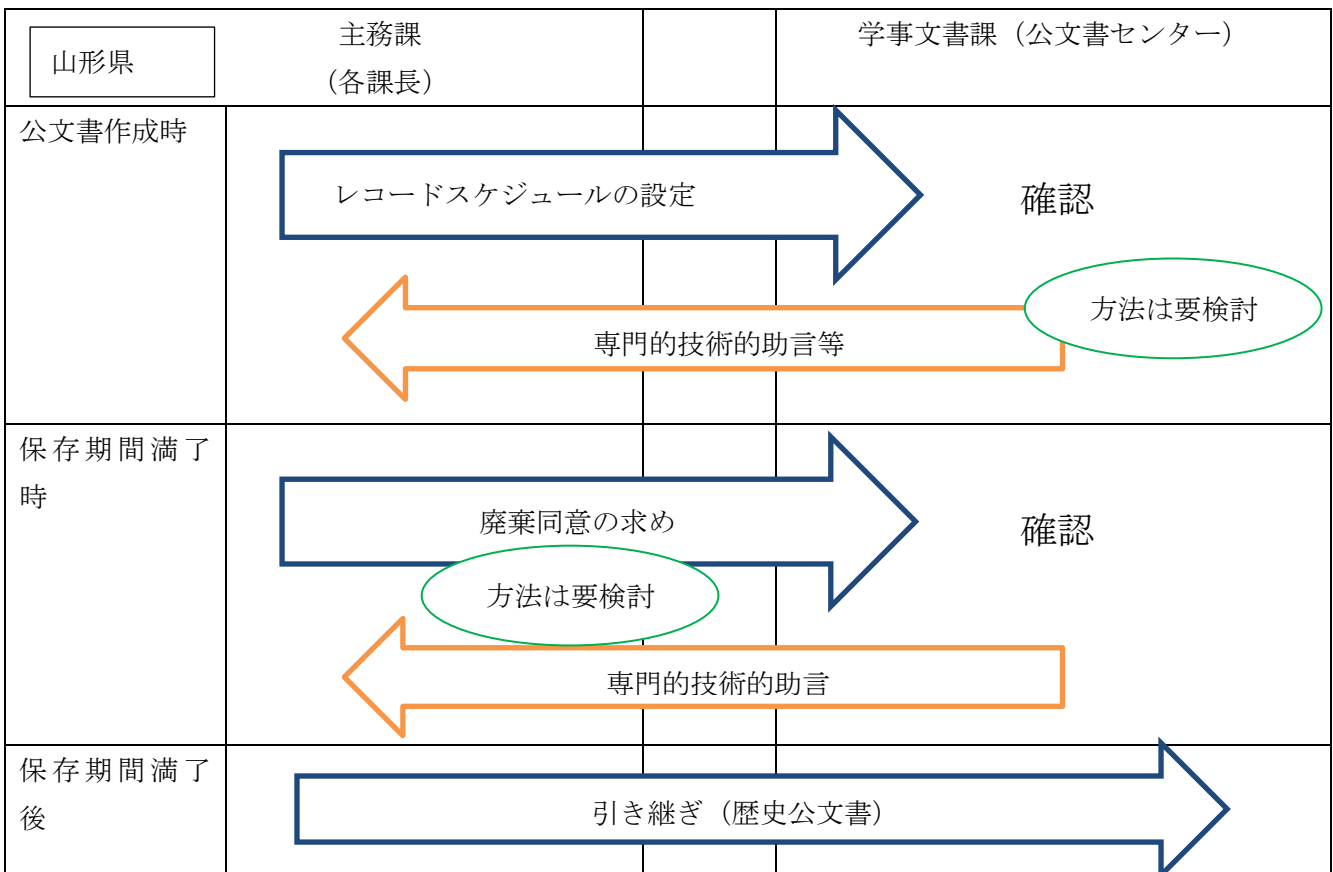 山形県
主務課
（各課長）
学事文書課（公文書センター）
公文書作成時
レコードスケジュールの設定
確認
方法は要検討
専門的技術的助言等
保存期間満了
時
廃棄同意の求め
確認
方法は要検討
専門的技術的助言
保存期間満了
後
引き継ぎ（歴史公文書）